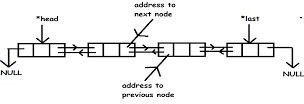 address to
next node
*head
*last
NULL
NULL
address to
previous node